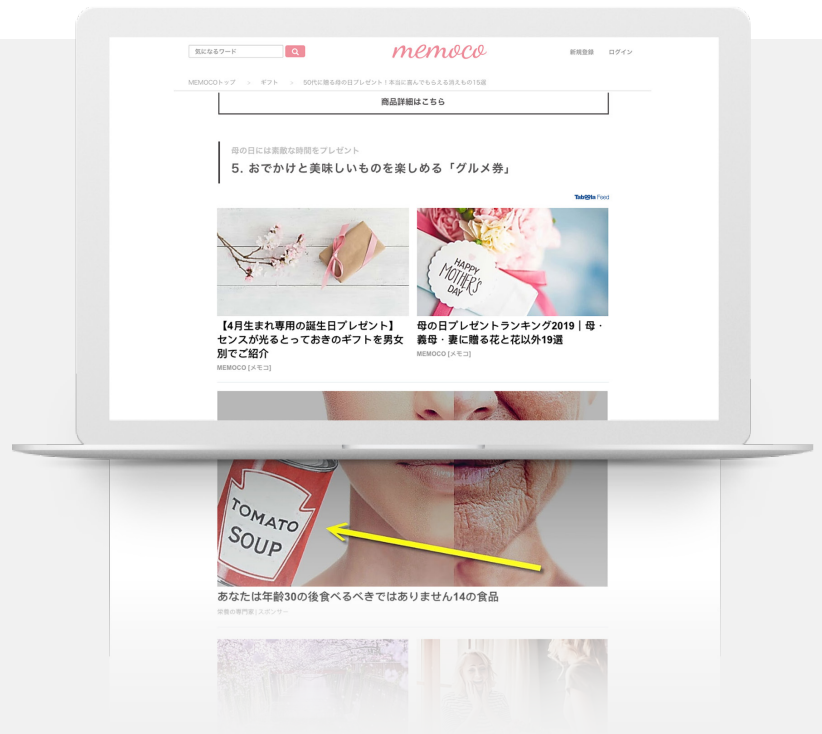 気になるワード
memoco
新規登録 ログイン
MEMOCOトップ > ギフト > 50代に贈る母の日プレゼント！本当に喜んでもらえる消えもの15選
商品詳細はこちら
母の日には素敵な時間をプレゼント
5. おでかけと美味しいものを楽しめる「グルメ券」
Taboola Feed
HAPPY
MOTHER'S
DAY
【4月生まれ専用の誕生日プレゼント】
センスが光るとっておきのギフトを男女
別でご紹介
MEMOCO [メモコ]
母の日プレゼントランキング2019｜母・
義母・妻に贈る花と花以外19選
MEMOCO [メモコ]
TOMATO
SOUP
あなたは年齢30の後食べるべきではありません14の食品
栄養の専門家|スポンサー